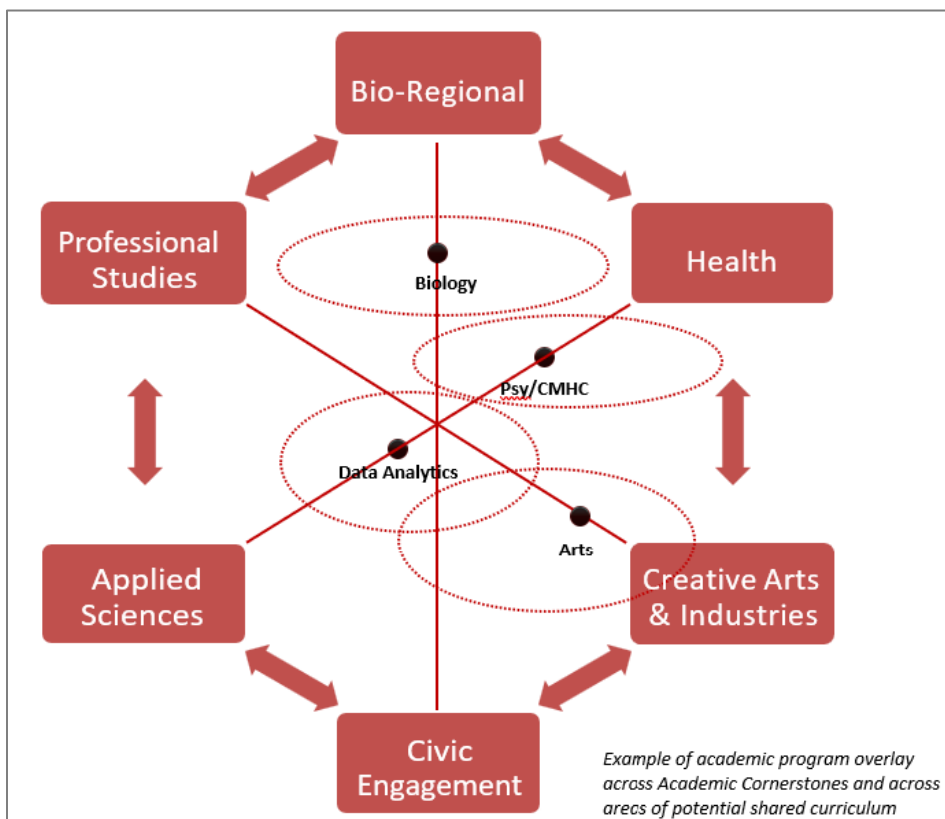 Bio-Regional
Professional
Studies
Health
Biology
Psy/CMHC
Data Analytics
Arts
Applied
Sciences
Creative Arts
& Industries
Civic
Engagement
Example of academic program overlay
across Academic Cornerstones and across
arecs of potential shared curriculum